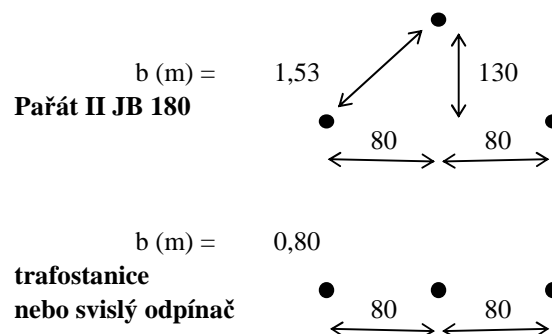 b (m) = 1,53 130
Pařát II JB 180
80 80
b (m) = 0,80
trafostanice
nebo svislý odpínač
80 80